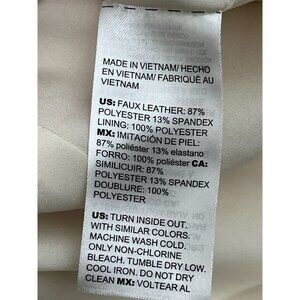 MADE IN VIETNAM/ HECHO
EN VIETNAM/ FABRIQUÉ AU
VIETNAM
US: FAUX LEATHER: 87%
POLYESTER 13% SPANDEX
LINING: 100% POLYESTER
MX: IMITACIÓN DE PIEL:
87% poliéster 13% elastano
FORRO: 100% poliéster CA:
SIMILICUIR: 87%
POLYESTER 13% SPANDEX
DOUBLURE: 100%
POLYESTER
US: TURN INSIDE OUT.
WITH SIMILAR COLORS.
MACHINE WASH COLD.
ONLY NON-CHLORINE
BLEACH. TUMBLE DRY LOW.
COOL IRON. DO NOT DRY
CLEAN MX: VOLTEAR AL